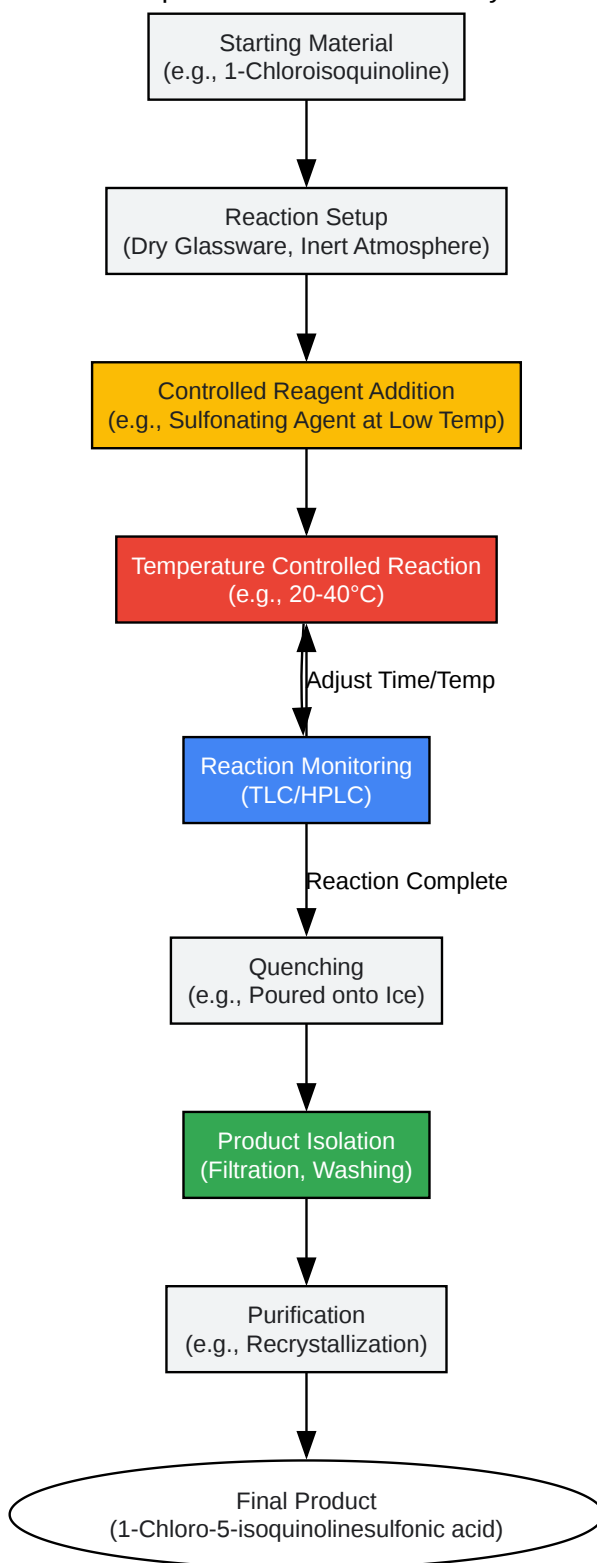 Starting Material
(e.g., 1-Chloroisoquinoline)
Reaction Setup
(Dry Glassware, Inert Atmosphere)
Controlled Reagent Addition
(e.g., Sulfonating Agent at Low Temp)
Temperature Controlled Reaction
(e.g., 20-40°C)
Adjust Time/Temp
Reaction Monitoring
(TLC/HPLC)
Reaction Complete
Quenching
(e.g., Poured onto Ice)
Product Isolation
(Filtration, Washing)
Purification
(e.g., Recrystallization)
Final Product
(1-Chloro-5-isoquinolinesulfonic acid)